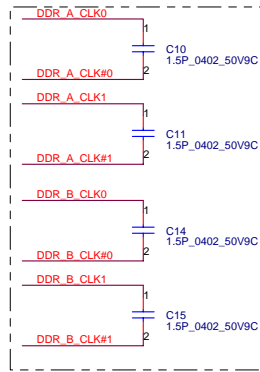 DDR_A_CLK0
1
C10
1.5P_0402_50V9C
DDR_A_CLK#0
2
DDR_A_CLK1
1
C11
1.5P_0402_50V9C
DDR_A_CLK#1
2
DDR_B_CLK0
1
C14
1.5P_0402_50V9C
DDR_B_CLK#0
2
DDR_B_CLK1
1
C15
1.5P_0402_50V9C
DDR_B_CLK#1
2